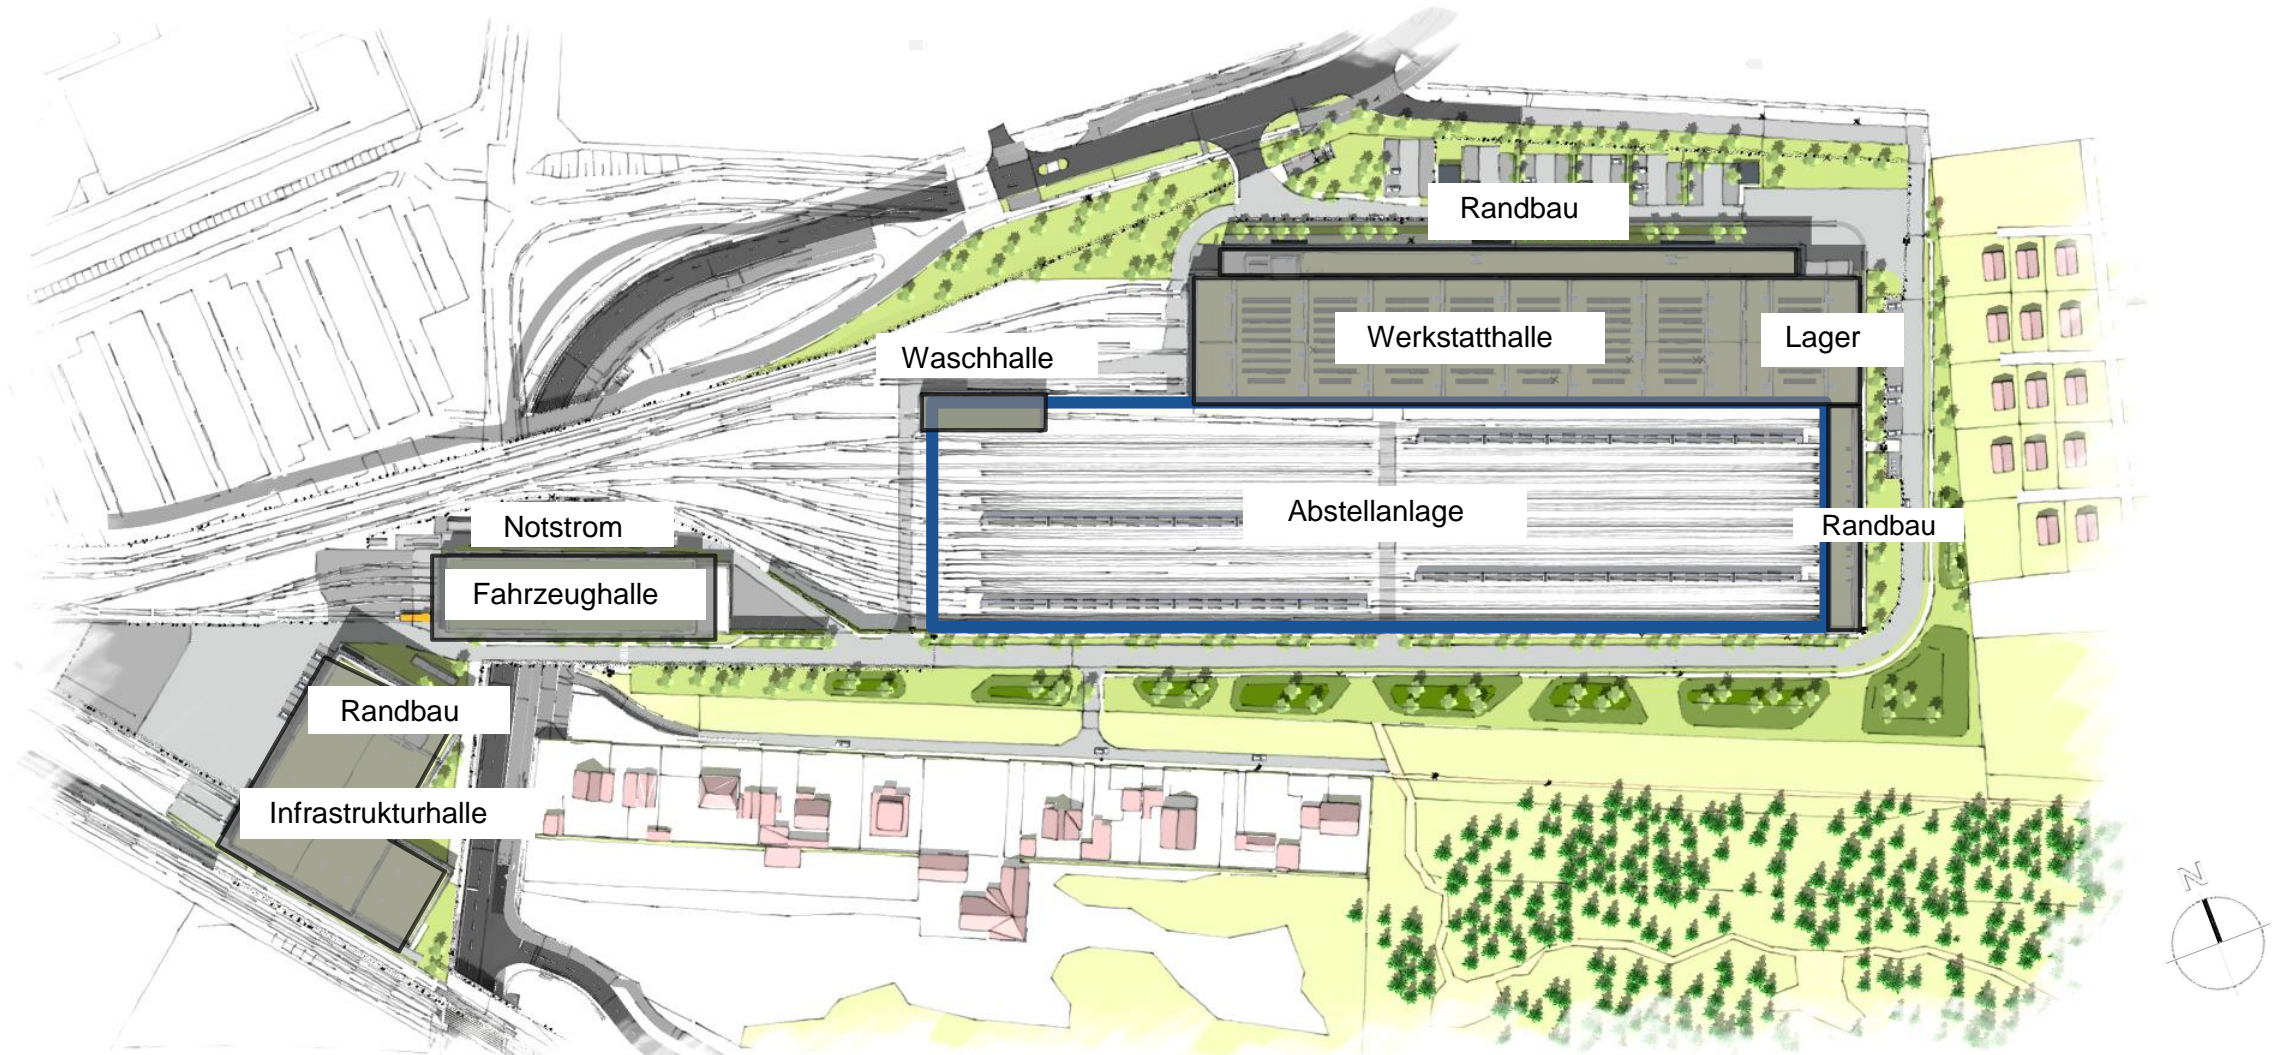 Randbau
Werkstatthalle
Lager
Waschhalle
Abstellanlage
Randbau
Notstrom
Fahrzeughalle
Randbau
Infrastrukturhalle
N